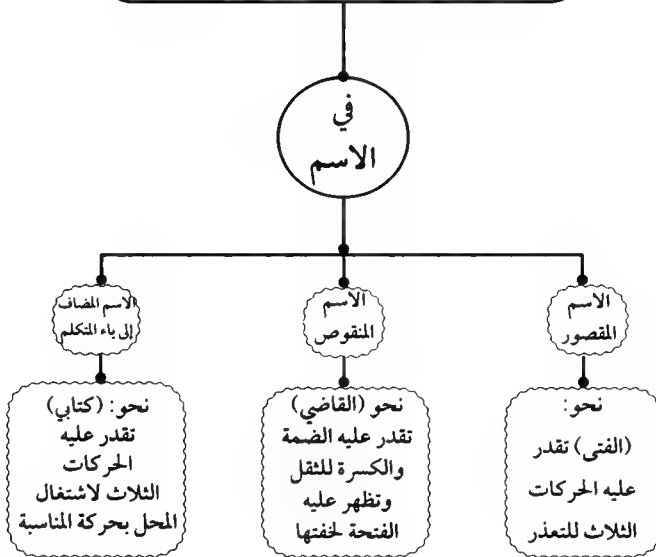 في
الاسم
الاسم
المقصور
نحو:
(الفتى) تقدر
عليه الحركات
الثلاث للتعذر
الاسم
المنقوص
نحو (القاضي)
تقدر عليه الضمة
والكسرة للثقل
وتظهر عليه
الفتحة لخفتها
الاسم المضاف
إلى ياء المتكلم
نحو: (كتابي)
تقدر عليه
الحركات
الثلاث لاشتغال
المحل بحركة المناسبة